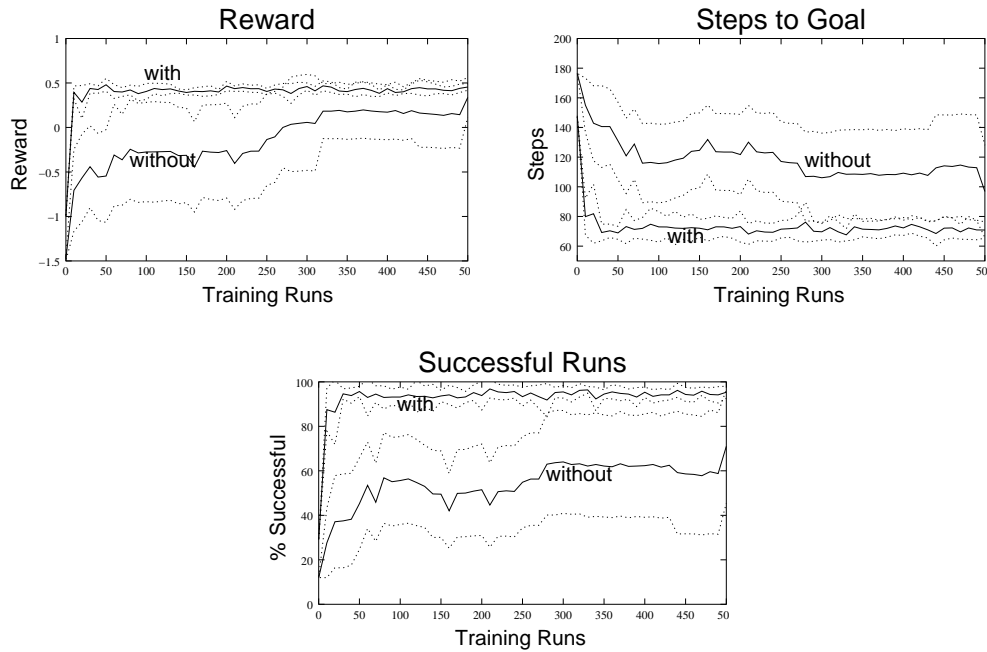 Reward
1
0.5
0
−0.5
−1
−1.5
Reward
with
without
0 50 100 150 200 250 300 350 400 450 50
Training Runs
Steps to Goal
200
180
160
140
120
100
80
60
Steps
without
with
0 50 100 150 200 250 300 350 400 450 50
Training Runs
Successful Runs
100
80
60
40
20
0
% Successful
with
without
0 50 100 150 200 250 300 350 400 450 50
Training Runs